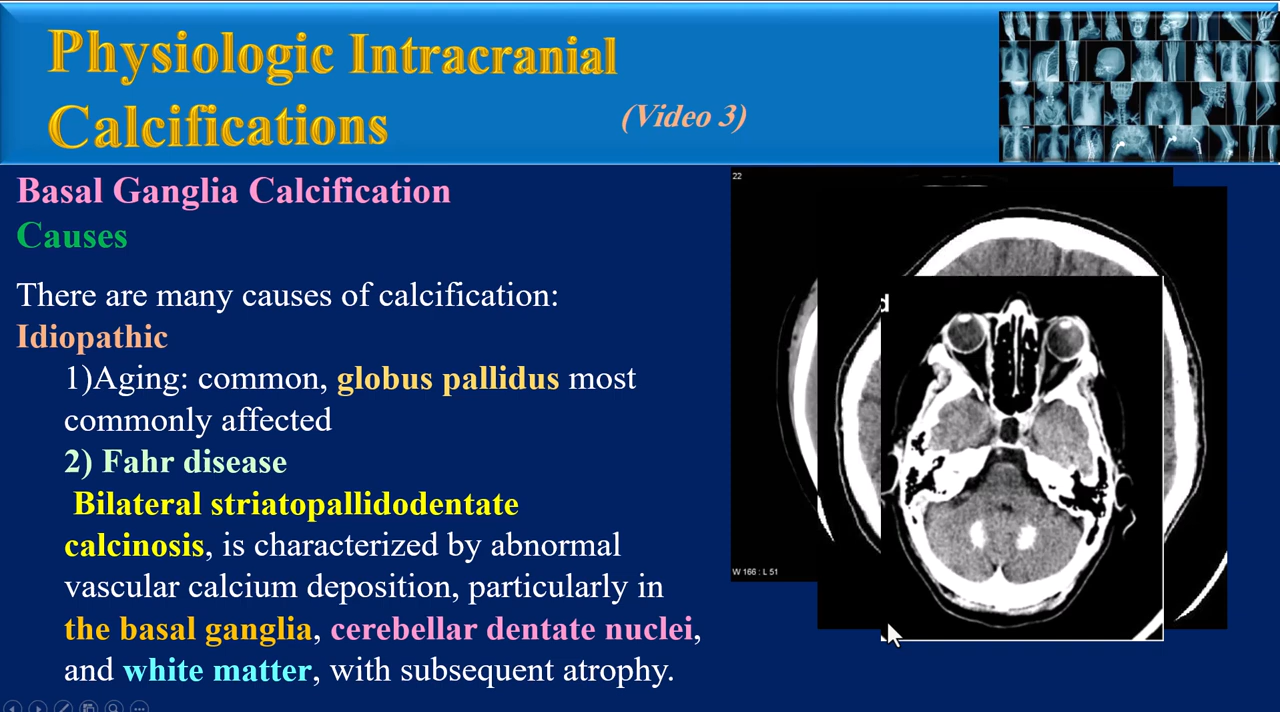 Physiologic Intracranial
Calcifications
(Video 3)
Basal Ganglia Calcification
Causes
There are many causes of calcification:
Idiopathic
1)Aging: common, globus pallidus most
commonly affected
2) Fahr disease
Bilateral striatopallidodentate
calcinosis, is characterized by abnormal
vascular calcium deposition, particularly in
the basal ganglia, cerebellar dentate nuclei,
and white matter, with subsequent atrophy.
22
d
W 166 : L 51